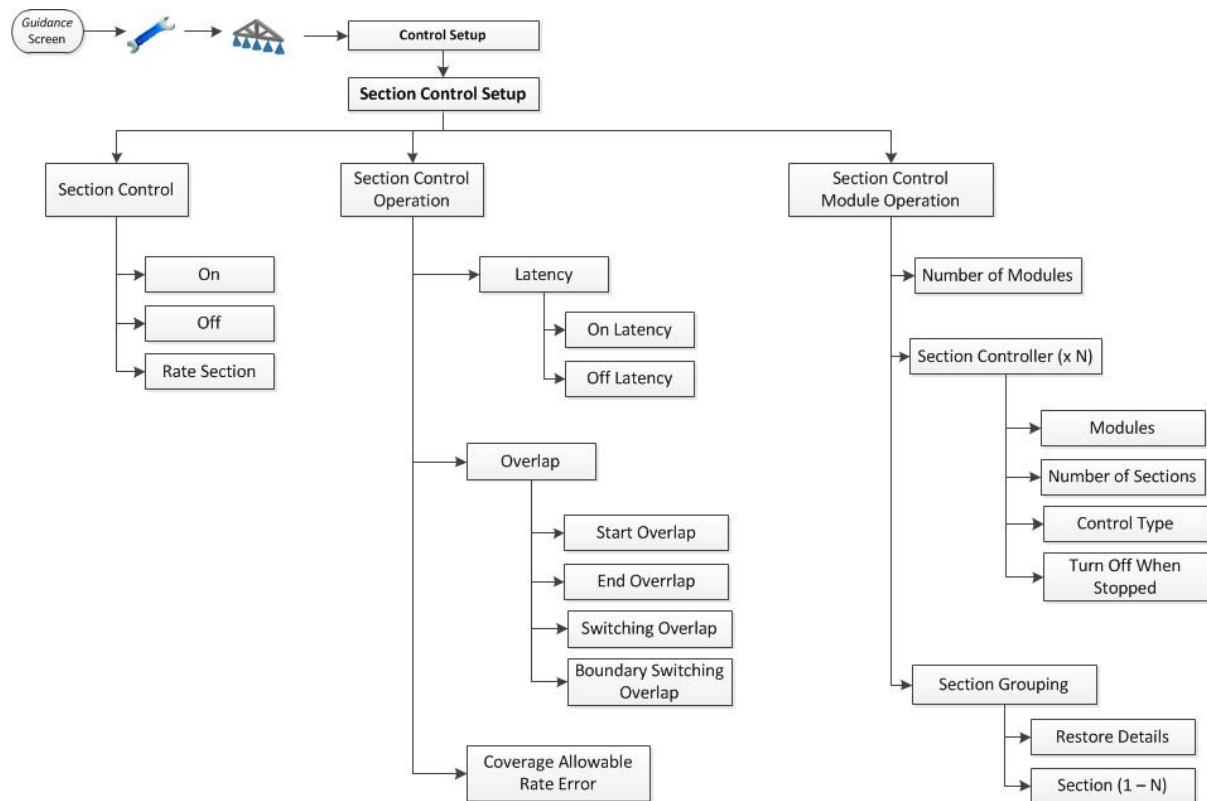 Guidance
Screen
Control Setup
Section Control Setup
Section Control
On
Off
Rate Section
Section Control
Operation
Latency
On Latency
Off Latency
Overlap
Start Overlap
End Overrlap
Switching Overlap
Boundary Switching
Overlap
Coverage Allowable
Rate Error
Section Control
Module Operation
Number of Modules
Section Controller (x N)
Modules
Number of Sections
Control Type
Turn Off When
Stopped
Section Grouping
Restore Details
Section (1 – N)